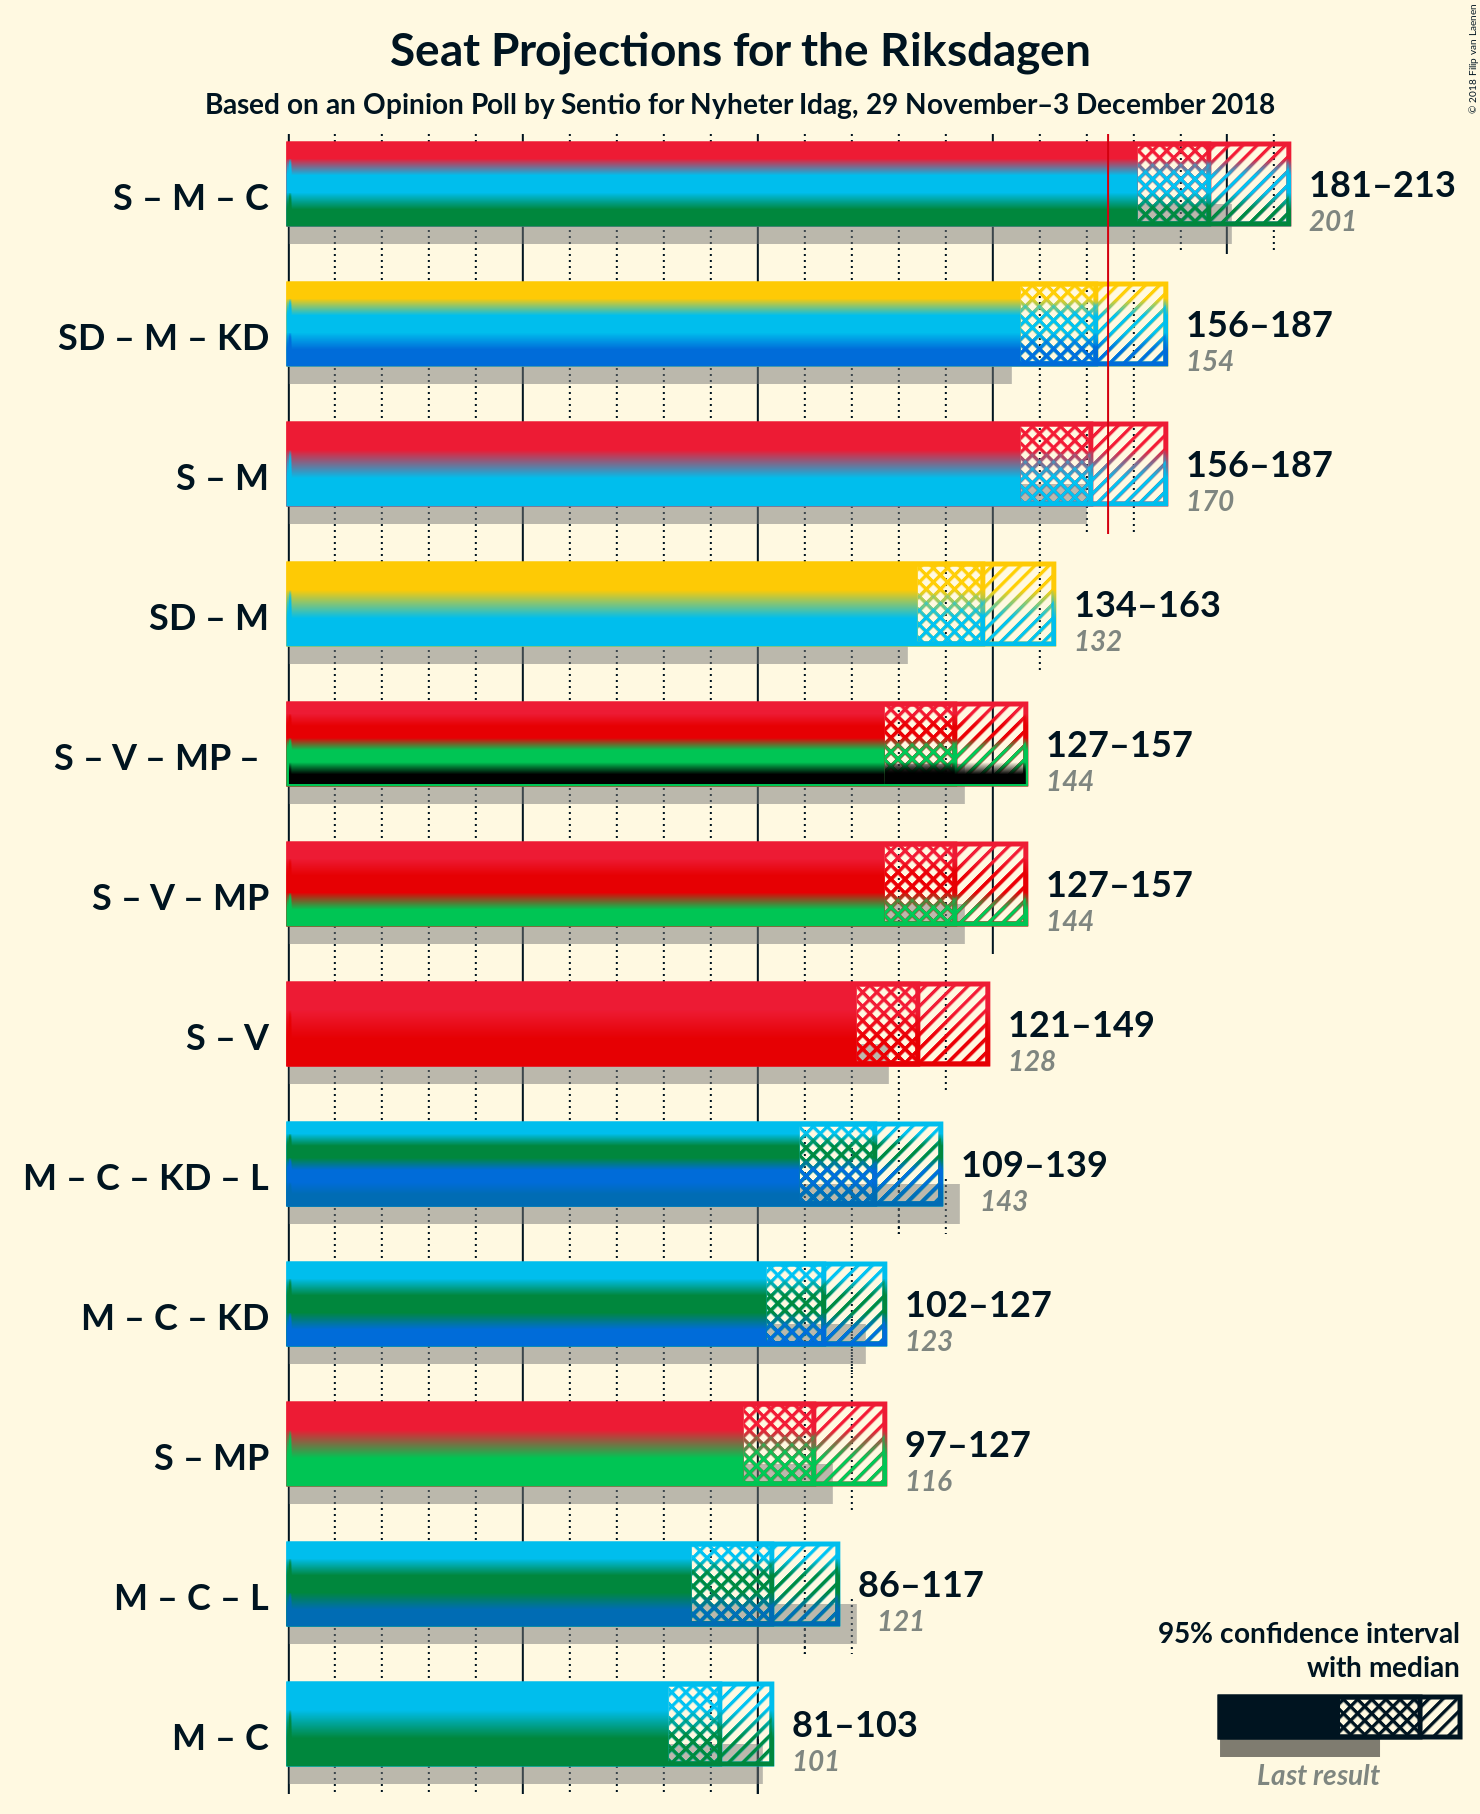 Seat Projections for the Riksdagen
Based on an Opinion Poll by Sentio for Nyheter Idag, 29 November–3 December 2018
© 2018 Filip van Laenen
S – M – C
181–213
201
SD – M – KD
156–187
154
S – M
156–187
170
SD – M
134–163
132
S – V – MP –
127–157
144
S – V – MP
127–157
144
S – V
121–149
128
M – C – KD – L
109–139
143
M – C – KD
102–127
123
S – MP
97–127
116
M – C – L
86–117
121
M – C
81–103
101
95% confidence interval
with median
Last result